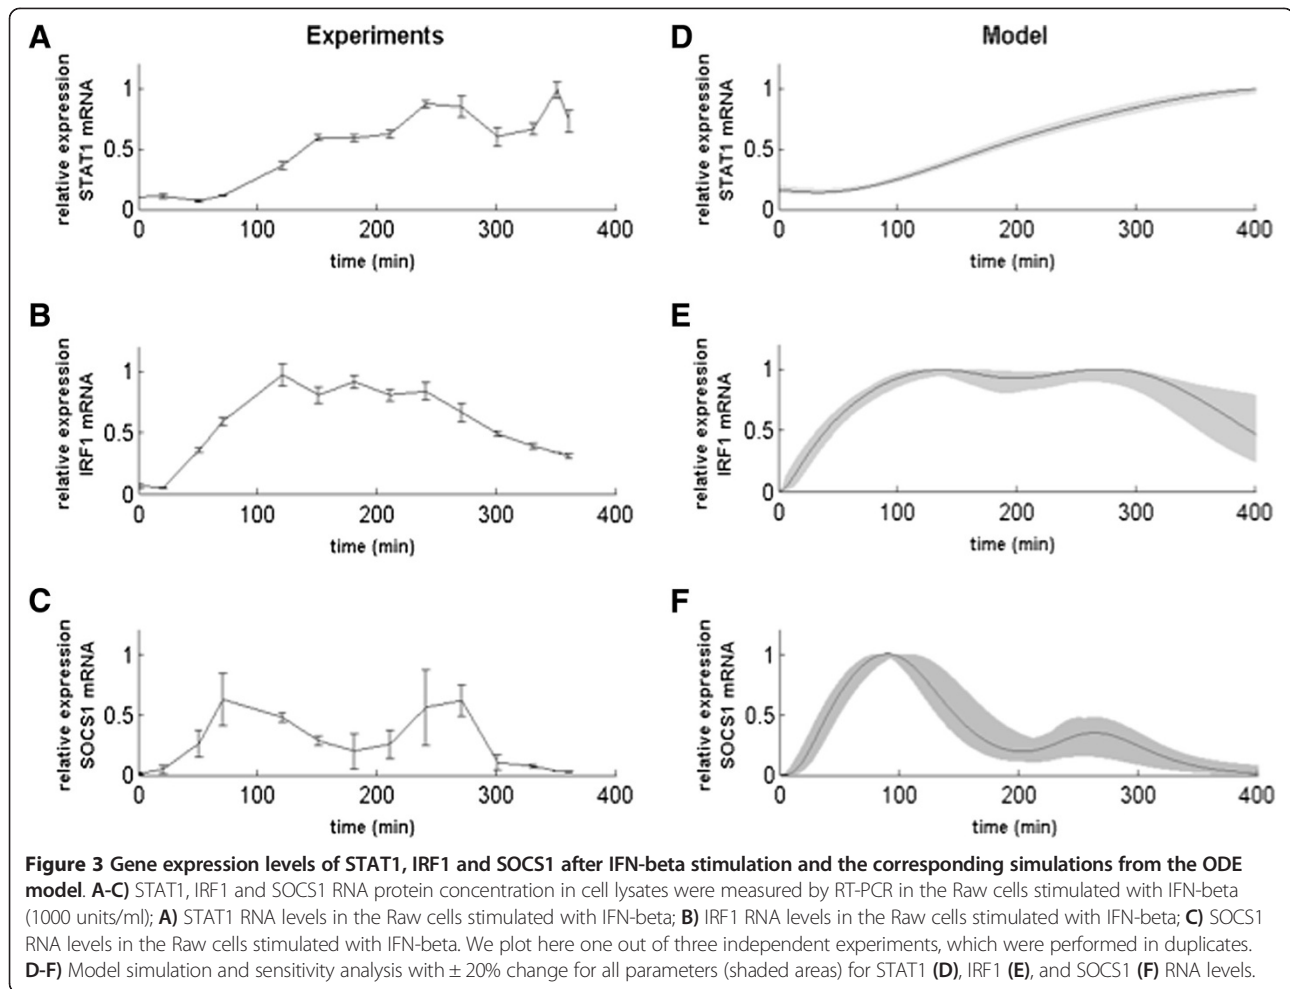 A
Experiments
relative expression
STAT1 mRNA
1
0.5
0
0
100
200
300
400
time (min)
D
Model
relative expression
STAT1 mRNA
1
0.5
0
0
100
200
300
400
time (min)
B
relative expression
IRF1 mRNA
1
0.5
0
0
100
200
300
400
time (min)
E
relative expression
IRF1 mRNA
1
0.5
0
0
100
200
300
400
time (min)
C
relative expression
SOCS1 mRNA
1
0.5
0
0
100
200
300
400
time (min)
F
relative expression
SOCS1 mRNA
1
0.5
0
0
100
200
300
400
time (min)
Figure 3 Gene expression levels of STAT1, IRF1 and SOCS1 after IFN-beta stimulation and the corresponding simulations from the ODE
model. A-C) STAT1, IRF1 and SOCS1 RNA protein concentration in cell lysates were measured by RT-PCR in the Raw cells stimulated with IFN-beta
(1000 units/ml); A) STAT1 RNA levels in the Raw cells stimulated with IFN-beta; B) IRF1 RNA levels in the Raw cells stimulated with IFN-beta; C) SOCS1
RNA levels in the Raw cells stimulated with IFN-beta. We plot here one out of three independent experiments, which were performed in duplicates.
D-F) Model simulation and sensitivity analysis with ± 20% change for all parameters (shaded areas) for STAT1 (D), IRF1 (E), and SOCS1 (F) RNA levels.